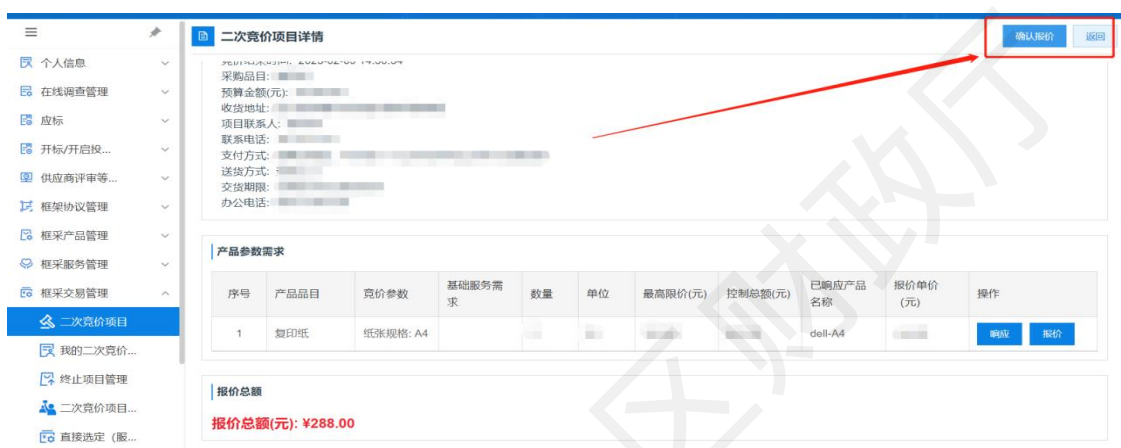 二次竞价项目详情
确认报价 返回
个人信息
在线调查管理
应标
开标/开启投...
供应商评审等...
框架协议管理
框采产品管理
框采服务管理
框采交易管理
二次竞价项目
我的二次竞价...
终止项目管理
二次竞价项目...
直接选定（服...
采购品目:
预算金额(元):
收货地址:
项目联系人:
联系电话:
支付方式:
送货方式:
交货期限:
办公电话:
产品参数需求
序号 产品品目 竞价参数 基础服务需求 数量 单位 最高限价(元) 控制总额(元) 已响应产品名称 报价单价(元) 操作
1 复印纸 纸张规格: A4 dell-A4 响应 报价
报价总额
报价总额(元): ¥288.00
区财政厅